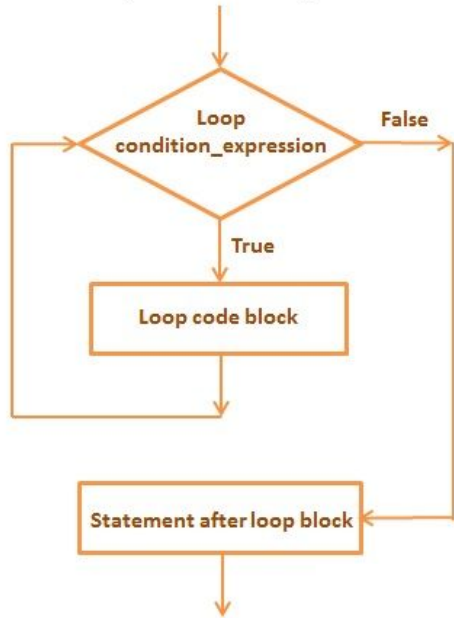 Loop
condition_expression
False
True
Loop code block
Statement after loop block